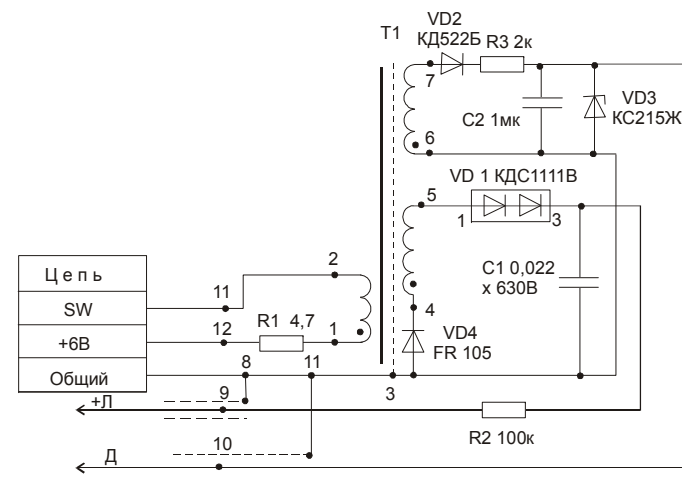 VD2
T1
КД522Б R3 2к
7
C2 1мк
VD3
КС215Ж
6
VD 1 КДС1111В
5
1
3
2
Цепь
C1 0,022
x 630В
11
SW
4
R1 4,7
12
1
+6В
VD4
FR 105
8
11
Общий
3
9
+Л
R2 100к
10
Д